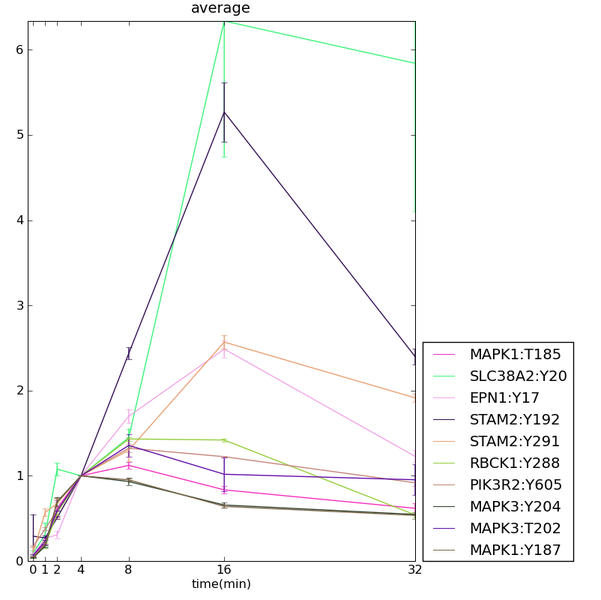 average
6
5
4
3
2
1
0
0 1 2 4 8 16 32
time(min)
MAPK1:T185
SLC38A2:Y20
EPN1:Y17
STAM2:Y192
STAM2:Y291
RBCK1:Y288
PIK3R2:Y605
MAPK3:Y204
MAPK3:T202
MAPK1:Y187